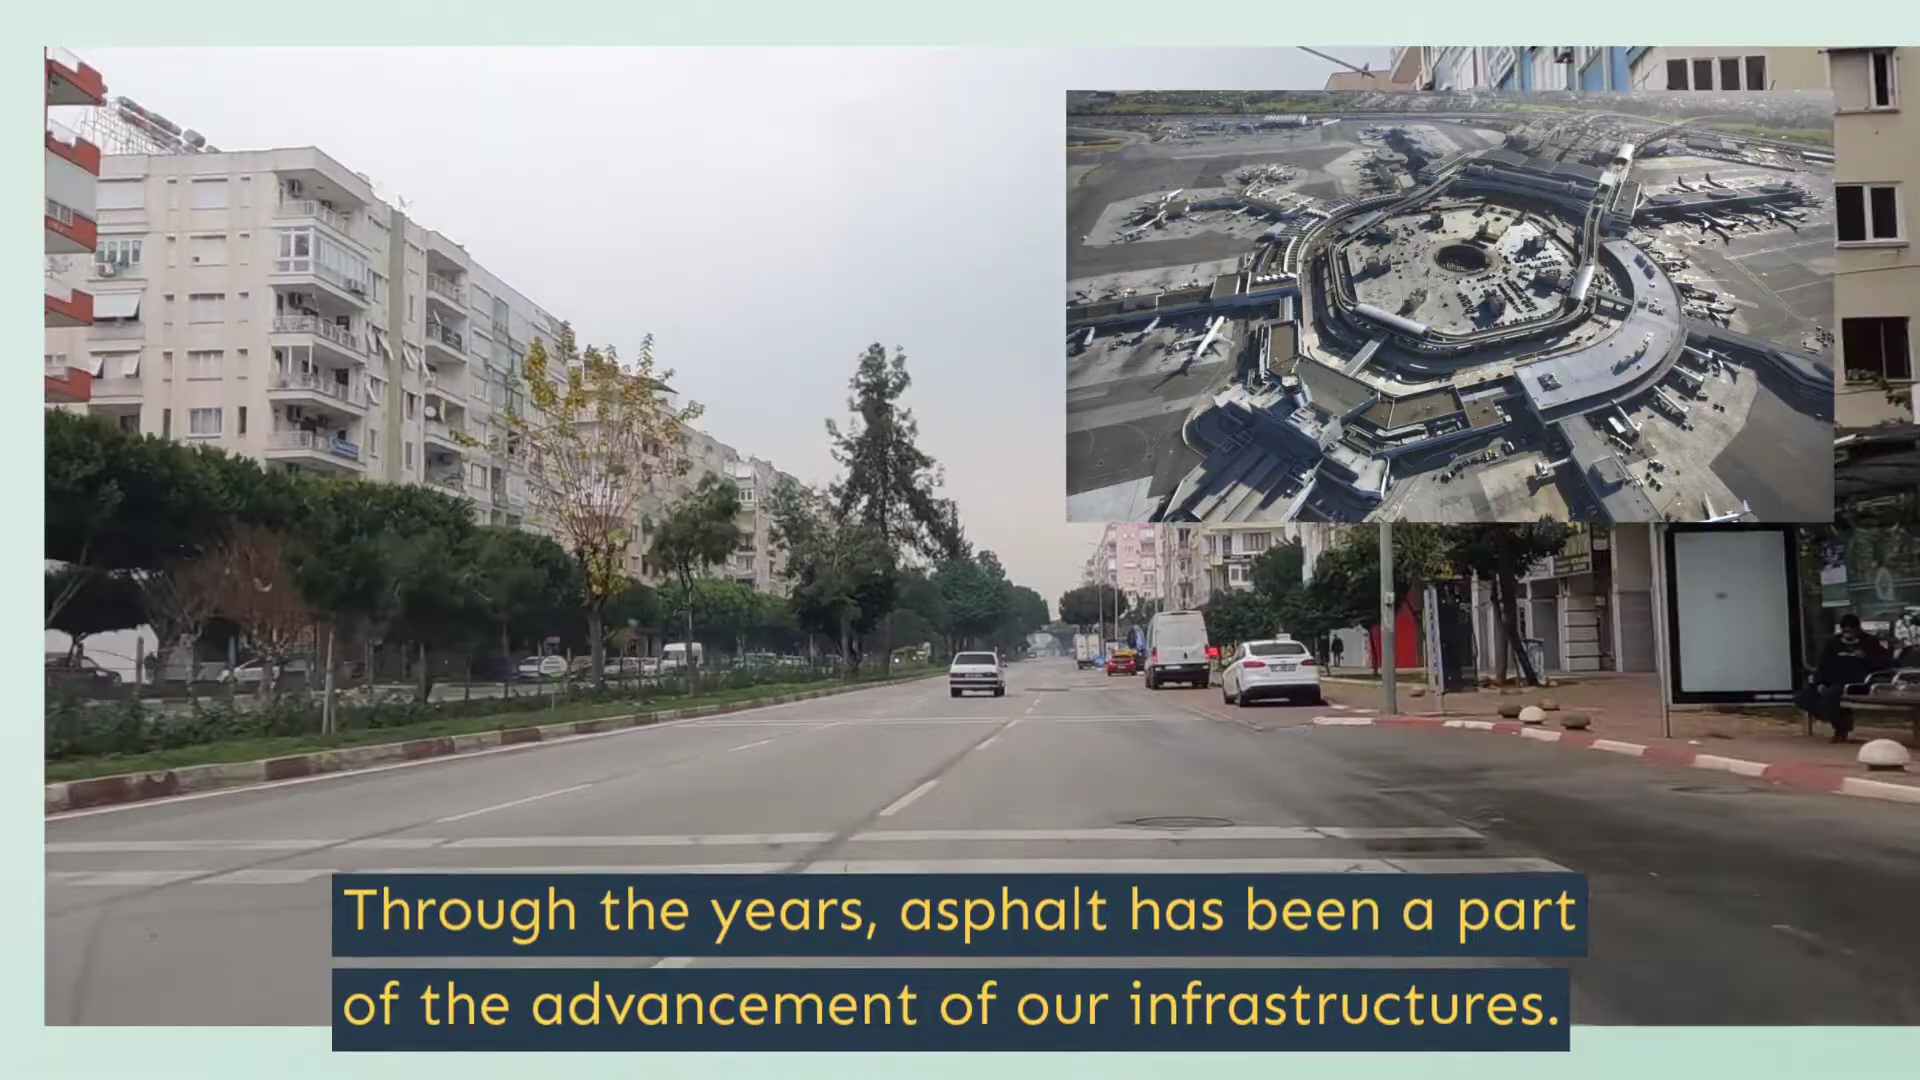 Through the years, asphalt has been a part
of the advancement of our infrastructures.